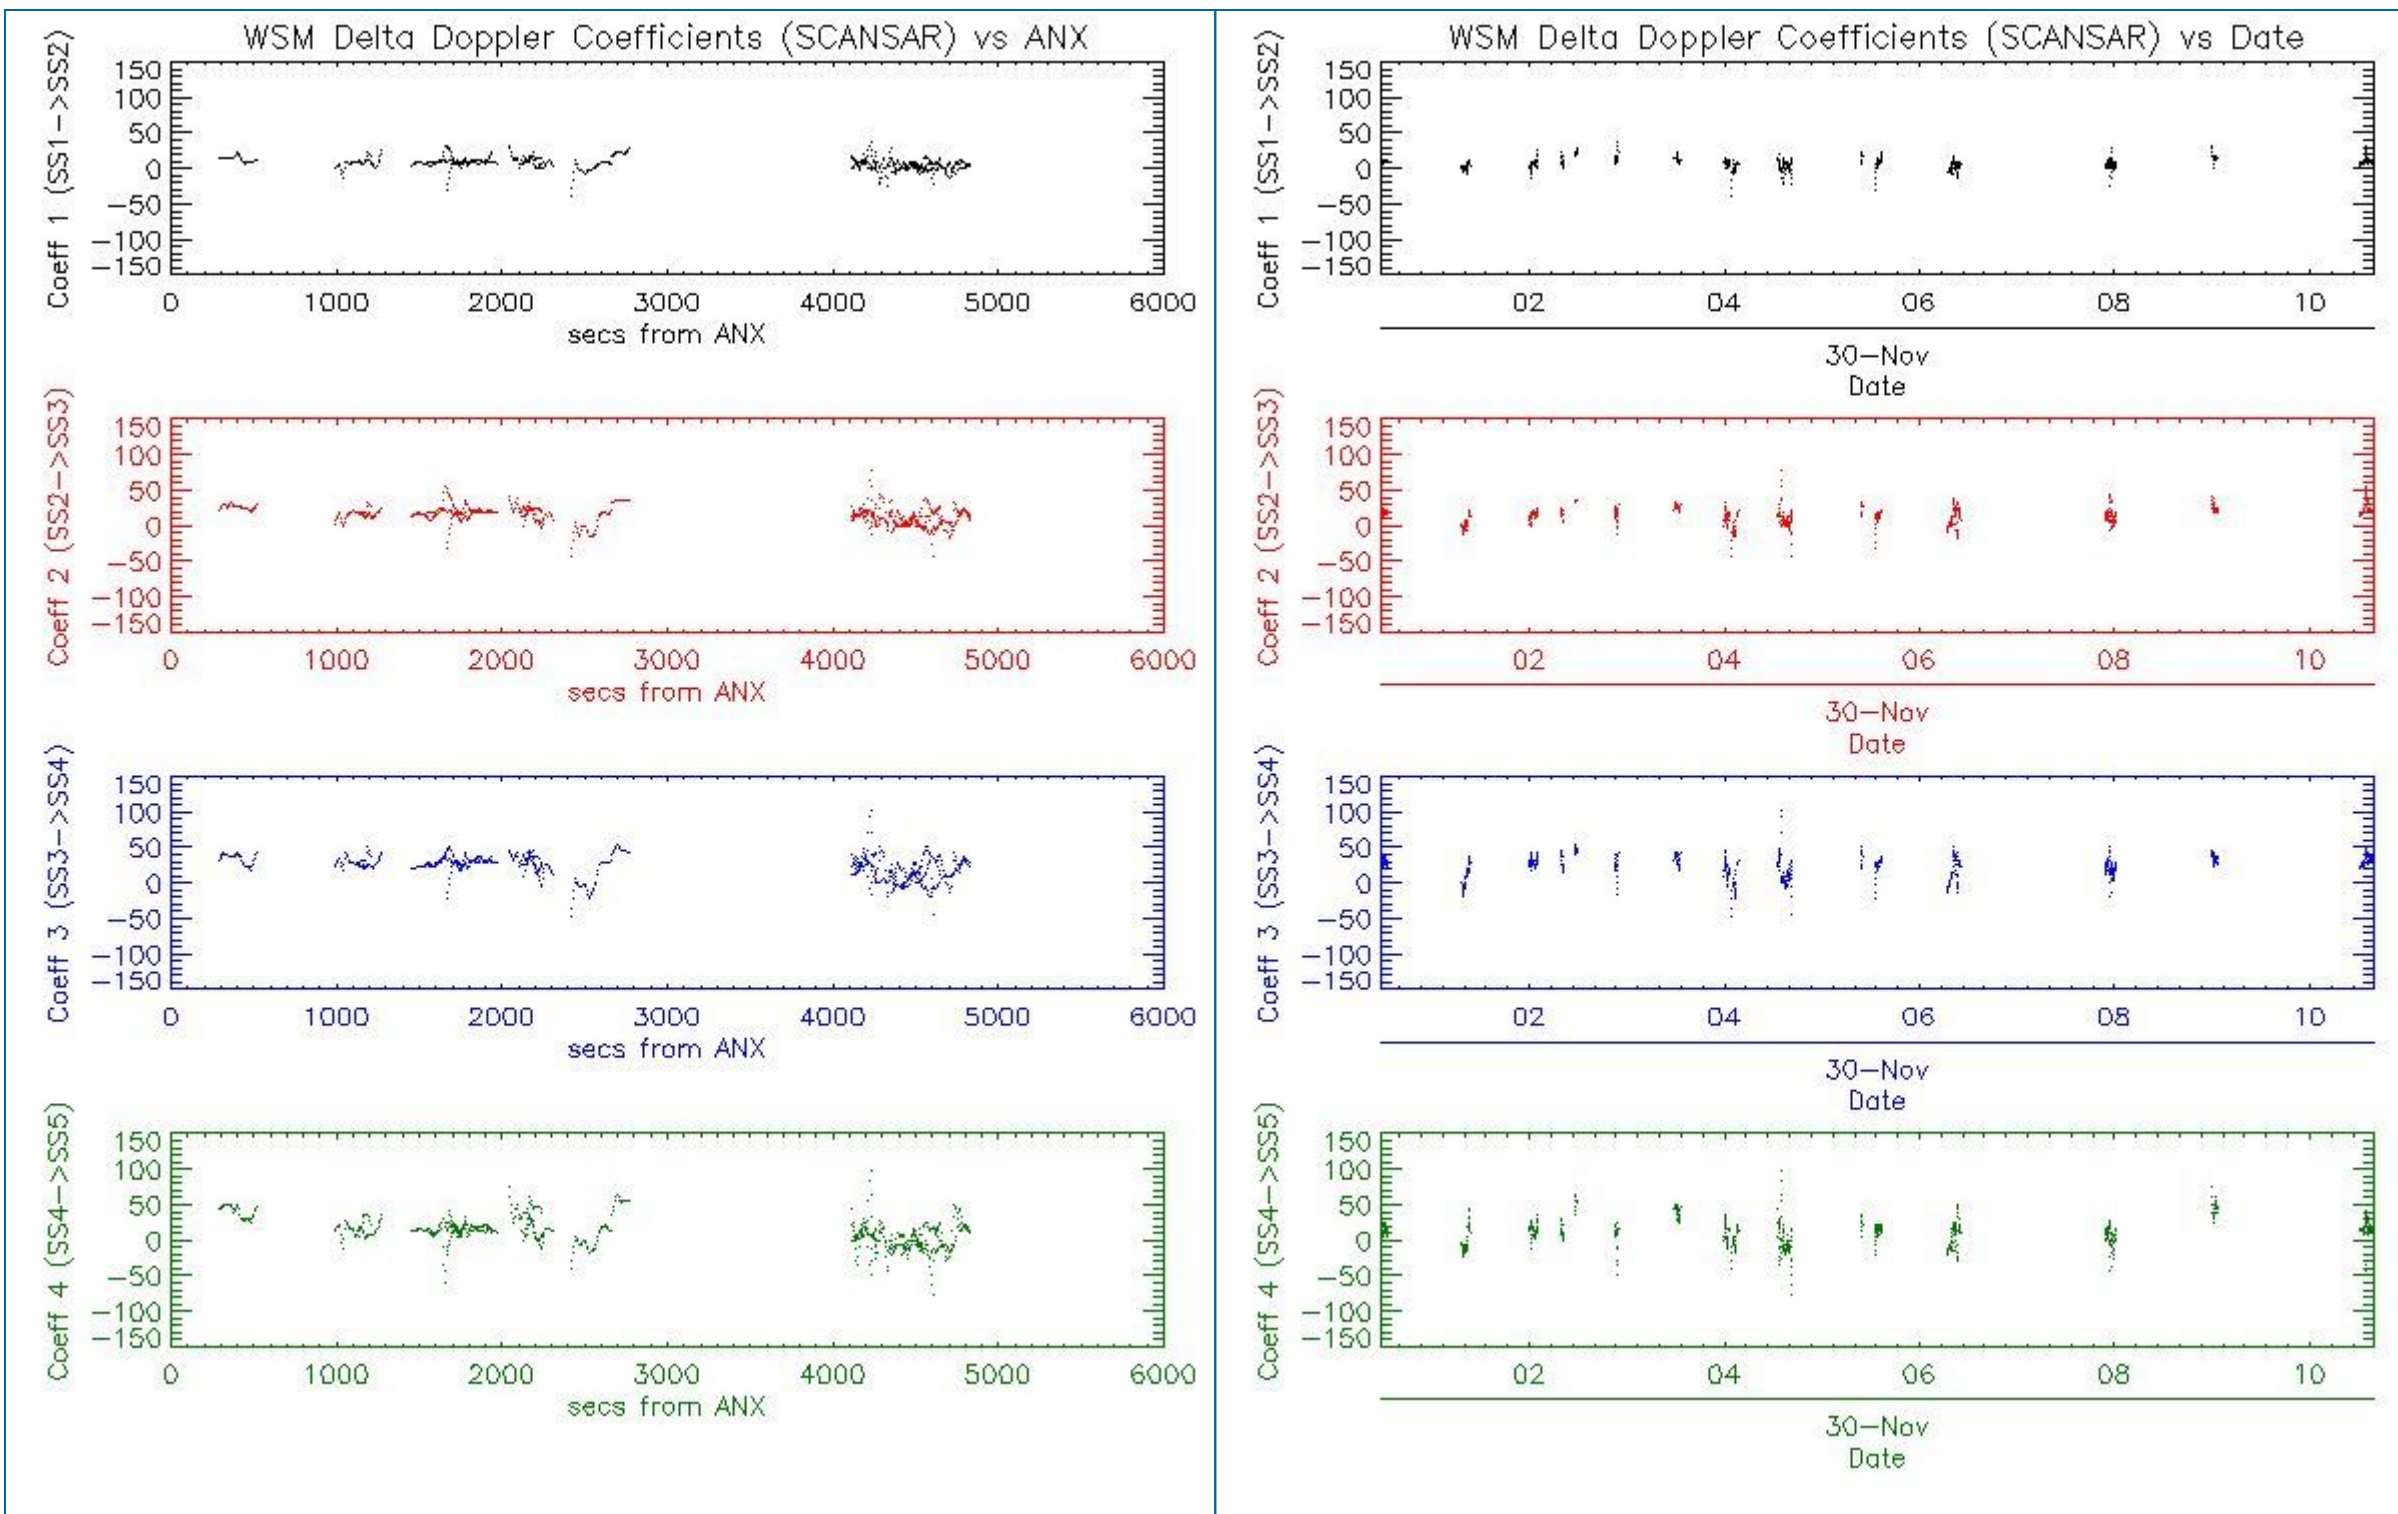 WSM Delta Doppler Coefficients (SCANSAR) vs ANX
Coeff 1 (SS1->SS2)
150
100
50
0
-50
-100
-150
0 1000 2000 3000 4000 5000 6000
secs from ANX
Coeff 2 (SS2->SS3)
150
100
50
0
-50
-100
-150
0 1000 2000 3000 4000 5000 6000
secs from ANX
Coeff 3 (SS3->SS4)
150
100
50
0
-50
-100
-150
0 1000 2000 3000 4000 5000 6000
secs from ANX
Coeff 4 (SS4->SS5)
150
100
50
0
-50
-100
-150
0 1000 2000 3000 4000 5000 6000
secs from ANX
WSM Delta Doppler Coefficients (SCANSAR) vs Date
Coeff 1 (SS1->SS2)
150
100
50
0
-50
-100
-150
02 04 06 08 10
30-Nov
Date
Coeff 2 (SS2->SS3)
150
100
50
0
-50
-100
-150
02 04 06 08 10
30-Nov
Date
Coeff 3 (SS3->SS4)
150
100
50
0
-50
-100
-150
02 04 06 08 10
30-Nov
Date
Coeff 4 (SS4->SS5)
150
100
50
0
-50
-100
-150
02 04 06 08 10
30-Nov
Date